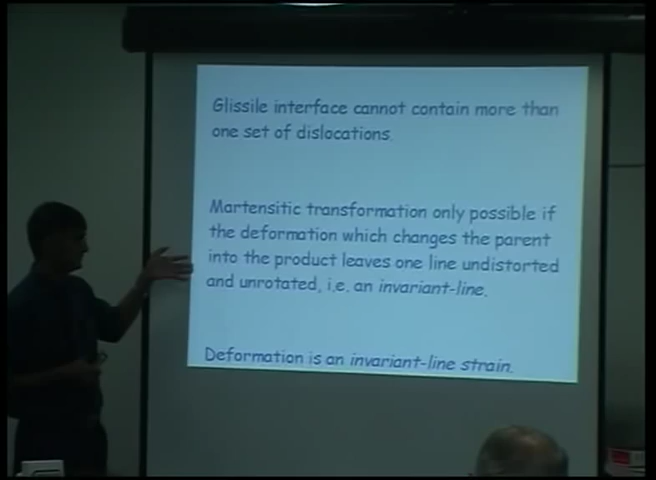 Glissile interface cannot contain more than
one set of dislocations.
Martensitic transformation only possible if
the deformation which changes the parent
into the product leaves one line undistorted
and unrotated, i.e. an invariant-line.
Deformation is an invariant-line strain.